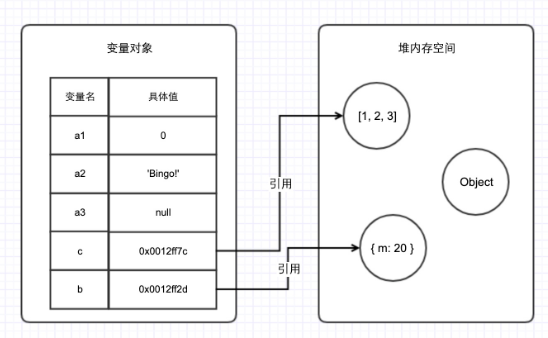 变量对象
变量名 具体值
a1 0
a2 'Bingo!'
a3 null
c 0x0012ff7c
b 0x0012ff2d
引用
引用
堆内存空间
[1, 2, 3]
Object
{ m: 20 }